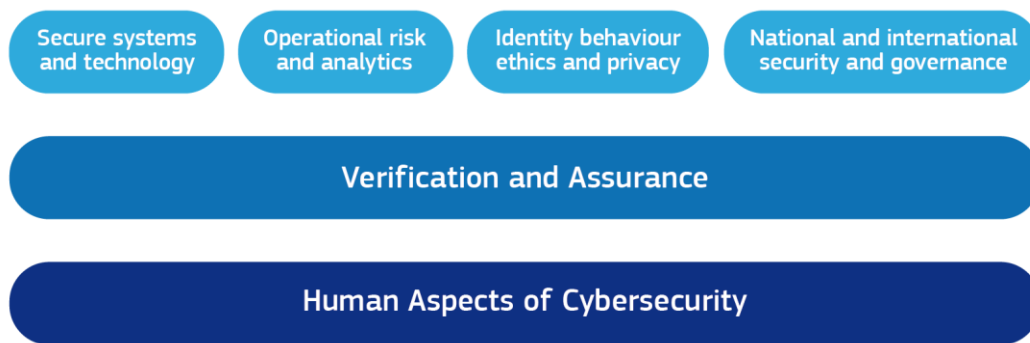 Secure systems
and technology
Operational risk
and analytics
Identity behaviour
ethics and privacy
National and international
security and governance
Verification and Assurance
Human Aspects of Cybersecurity